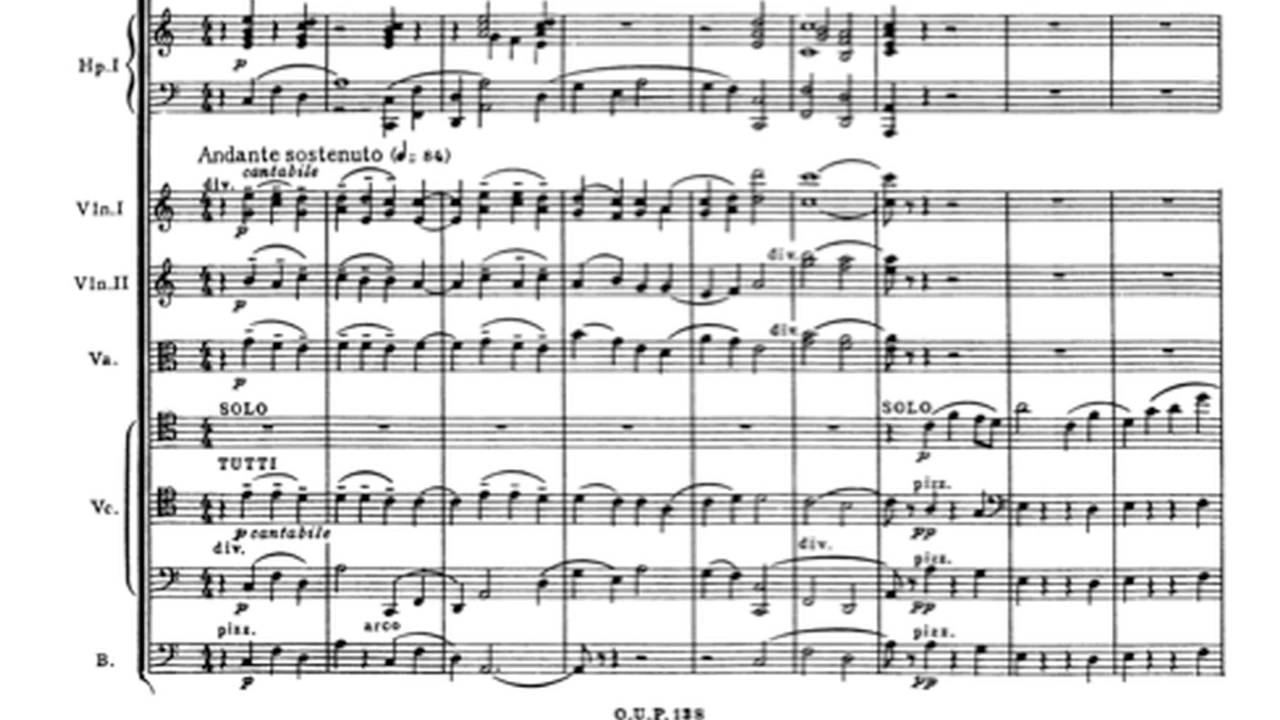 Hp.I
p
Andante sostenuto (𝅗𝅥 = 84)
cantabile
div.
Vln.I
p
div.
Vln.II
p
div.
Va.
p
SOLO
SOLO
p
TUTTI
pizz.
Vc.
p cantabile
pp
div.
div.
pizz.
p
pp
pizz.
arco
pizz.
B.
p
pp
O.U.P. 138